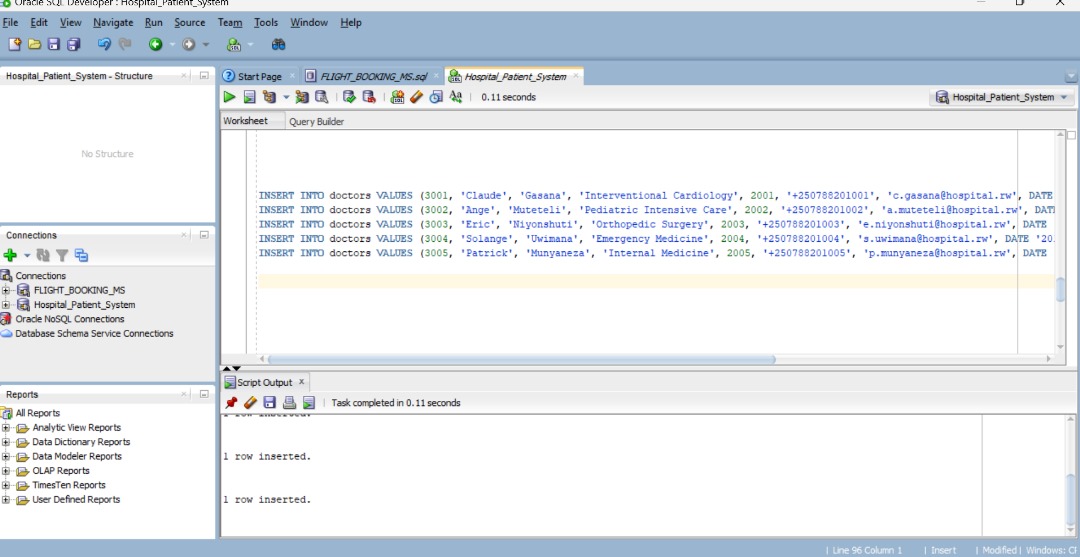 Oracle SQL Developer : Hospital_Patient_System
File Edit View Navigate Run Source Team Tools Window Help
Hospital_Patient_System - Structure
No Structure
Connections
Connections
FLIGHT_BOOKING_MS
Hospital_Patient_System
Oracle NoSQL Connections
Database Schema Service Connections
Reports
All Reports
Analytic View Reports
Data Dictionary Reports
Data Modeler Reports
OLAP Reports
TimesTen Reports
User Defined Reports
Start Page FLIGHT_BOOKING_MS.sql Hospital_Patient_System
0.11 seconds Hospital_Patient_System
Worksheet Query Builder
INSERT INTO doctors VALUES (3001, 'Claude', 'Gasana', 'Interventional Cardiology', 2001, '+250788201001', 'c.gasana@hospital.rw', DATE
INSERT INTO doctors VALUES (3002, 'Ange', 'Muteteli', 'Pediatric Intensive Care', 2002, '+250788201002', 'a.muteteli@hospital.rw', DATE
INSERT INTO doctors VALUES (3003, 'Eric', 'Niyonshuti', 'Orthopedic Surgery', 2003, '+250788201003', 'e.niyonshuti@hospital.rw', DATE
INSERT INTO doctors VALUES (3004, 'Solange', 'Uwimana', 'Emergency Medicine', 2004, '+250788201004', 's.uwimana@hospital.rw', DATE '20
INSERT INTO doctors VALUES (3005, 'Patrick', 'Munyaneza', 'Internal Medicine', 2005, '+250788201005', 'p.munyaneza@hospital.rw', DATE
Script Output x
Task completed in 0.11 seconds
1 row inserted.
1 row inserted.
1 row inserted.
Line 96 Column 1 | Insert | Modified | Windows: